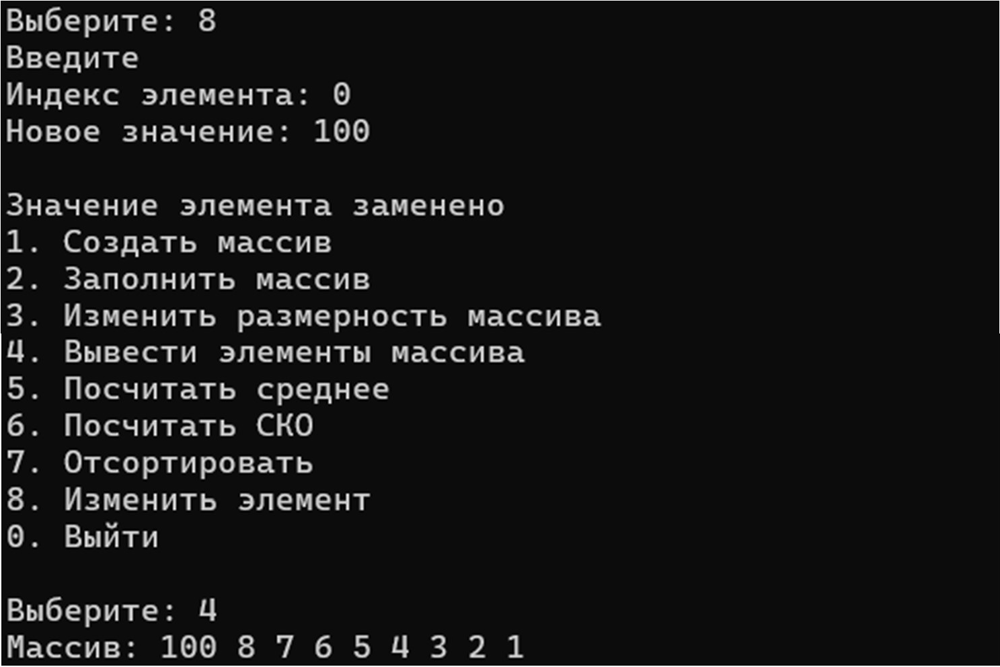 Выберите: 8
Введите
Индекс элемента: 0
Новое значение: 100
Значение элемента заменено
1. Создать массив
2. Заполнить массив
3. Изменить размерность массива
4. Вывести элементы массива
5. Посчитать среднее
6. Посчитать СКО
7. Отсортировать
8. Изменить элемент
0. Выйти
Выберите: 4
Массив: 100 8 7 6 5 4 3 2 1